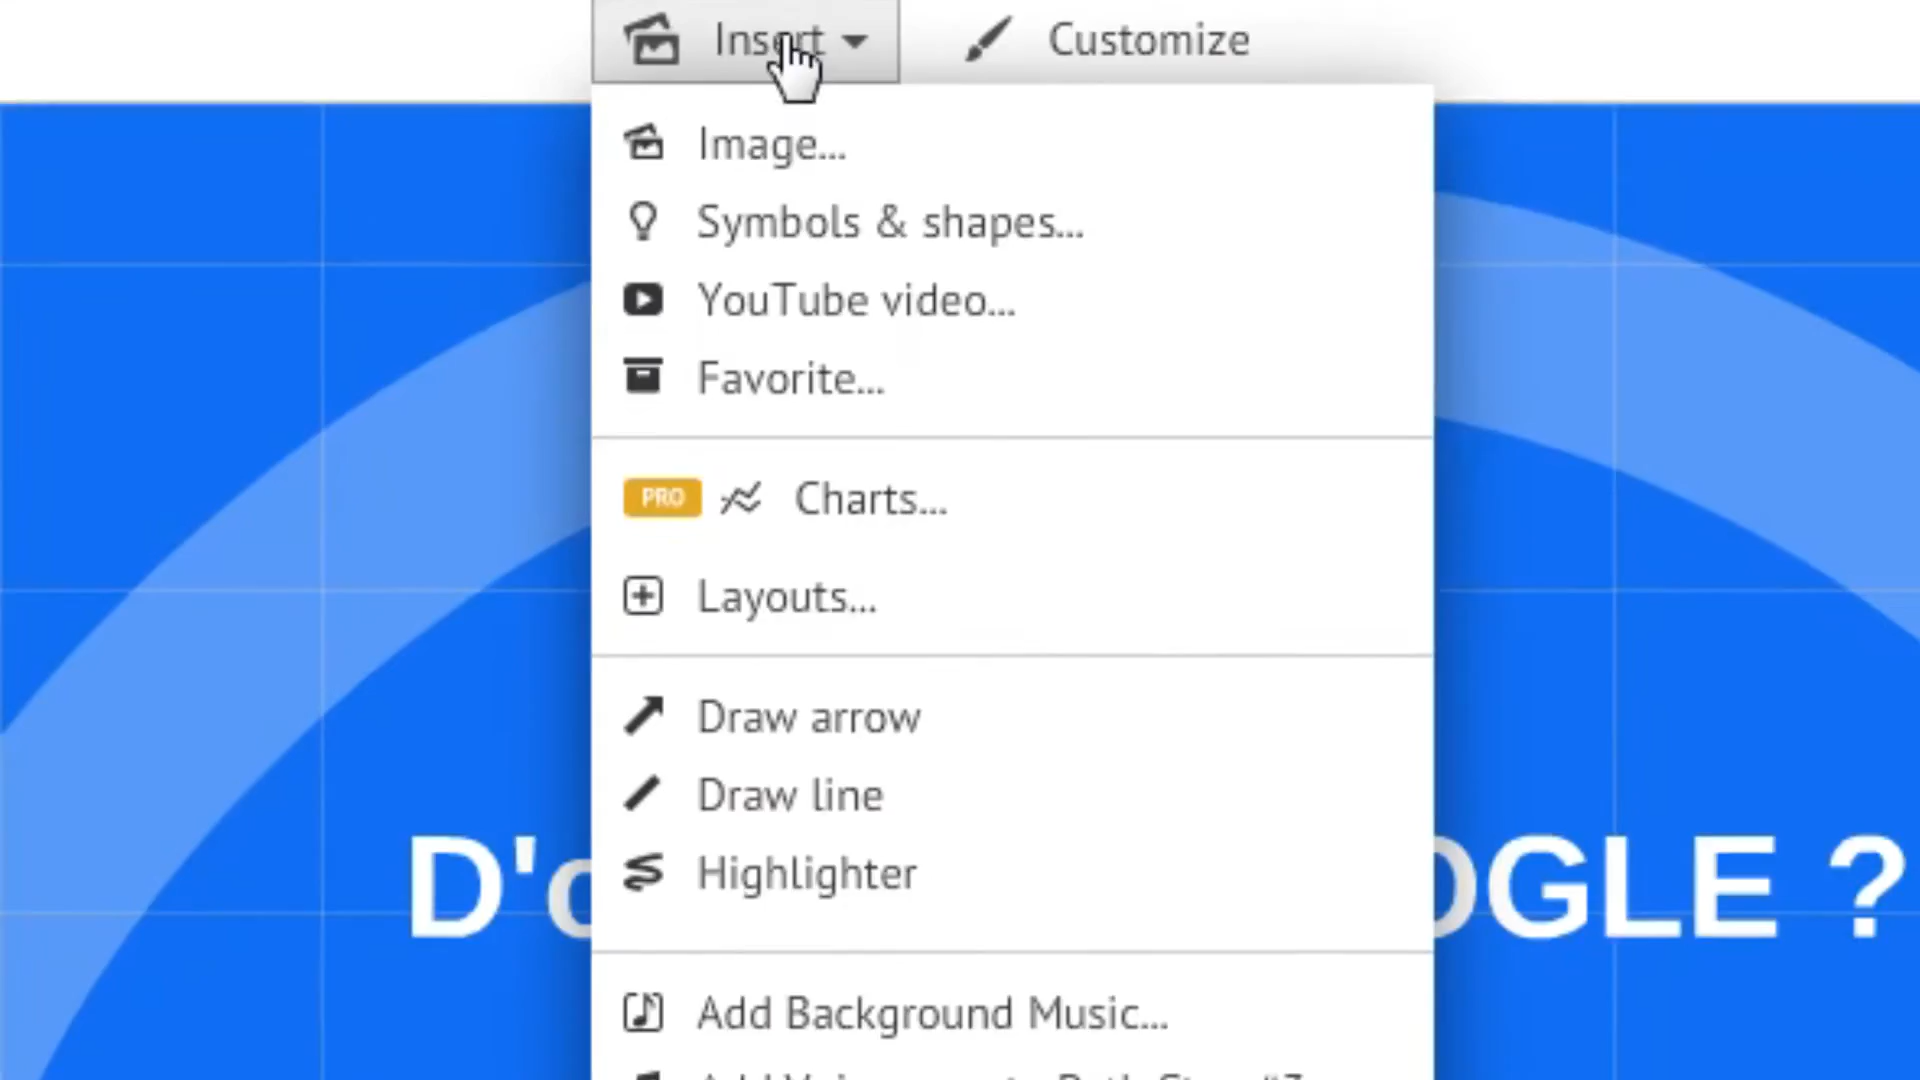 Insert Customize
Image...
Symbols & shapes...
YouTube video...
Favorite...
PRO Charts...
Layouts...
Draw arrow
Draw line
Highlighter
D' OGLE ?
Add Background Music...